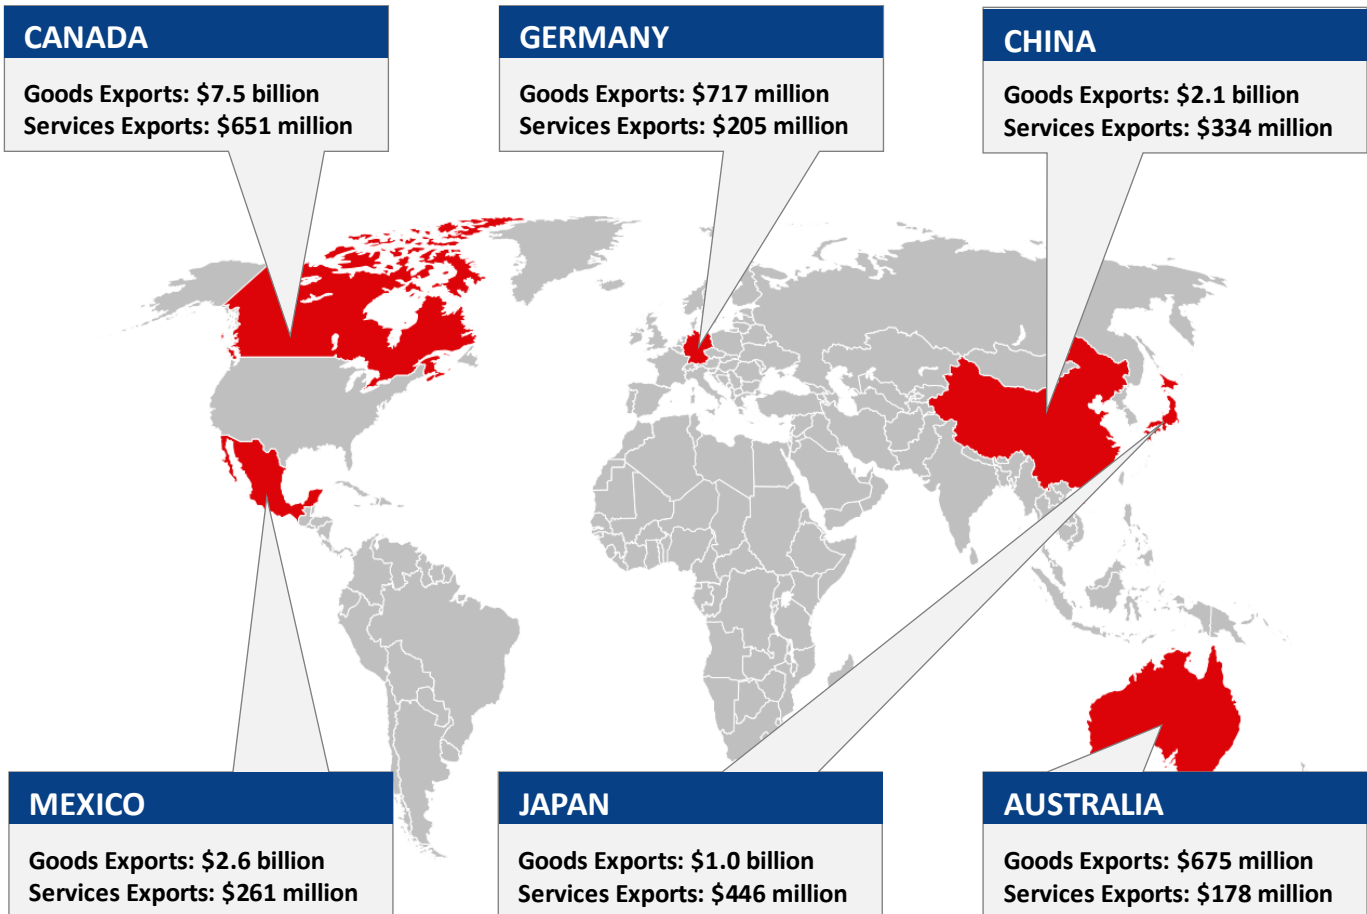 CANADA
Goods Exports: $7.5 billion
Services Exports: $651 million
GERMANY
Goods Exports: $717 million
Services Exports: $205 million
CHINA
Goods Exports: $2.1 billion
Services Exports: $334 million
MEXICO
Goods Exports: $2.6 billion
Services Exports: $261 million
JAPAN
Goods Exports: $1.0 billion
Services Exports: $446 million
AUSTRALIA
Goods Exports: $675 million
Services Exports: $178 million